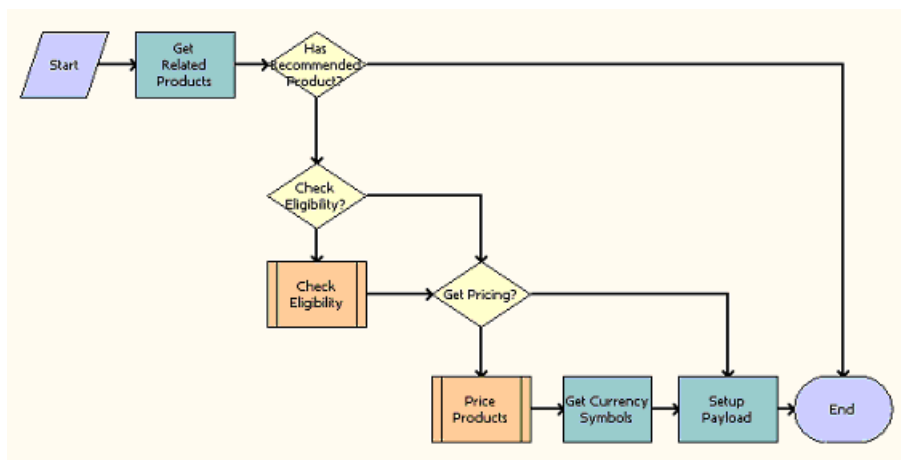 Start
Get
Related
Products
Has
Recommended
Product?
Check
Eligibility?
Check
Eligibility
Get Pricing?
Price
Products
Get Currency
Symbols
Setup
Payload
End